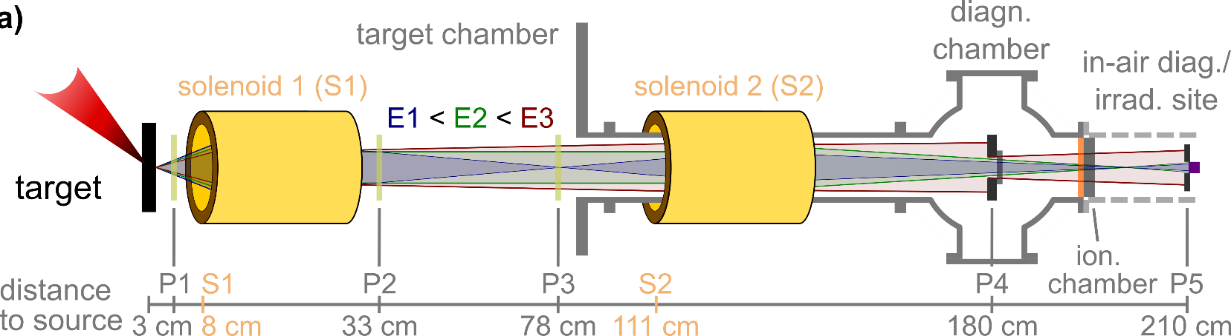 a)
target chamber
diagn.
chamber
in-air diag./
irrad. site
solenoid 1 (S1)
solenoid 2 (S2)
E1 < E2 < E3
target
ion.
chamber
P1 S1 P2 P3 S2 P4 P5
distance
to source
3 cm 8 cm 33 cm 78 cm 111 cm 180 cm 210 cm